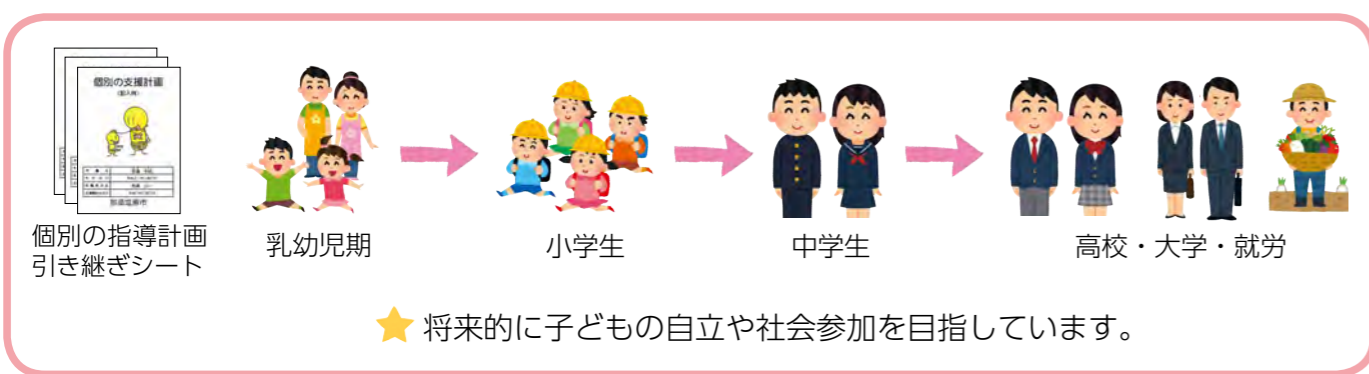 個別の支援計画
個別の指導計画
引き継ぎシート
乳幼児期
小学生
中学生
高校・大学・就労
将来的に子どもの自立や社会参加を目指しています。